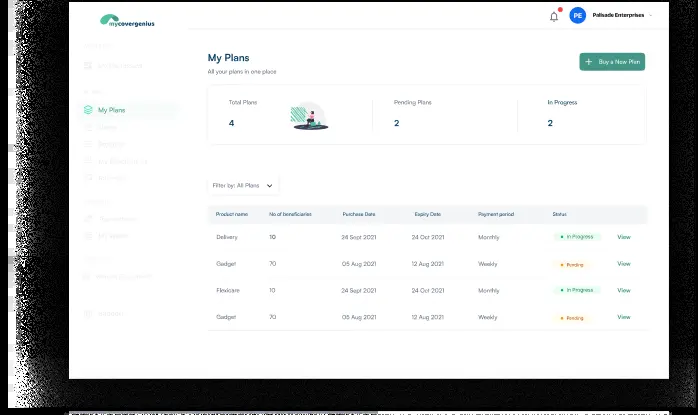 mycovergenius
PE
Palisade Enterprises
My Plans
All your plans in one place
Buy a New Plan
My Plans
Total Plans
Pending Plans
In Progress
4
2
2
Filter by: All Plans
Product name No of beneficiaries Purchase Date Expiry Date Payment period Status
Delivery 10 24 Sept 2021 24 Oct 2021 Monthly In Progress View
Gadget 70 05 Aug 2021 12 Aug 2021 Weekly Pending View
Flexicare 10 24 Sept 2021 24 Oct 2021 Monthly In Progress View
Gadget 70 05 Aug 2021 12 Aug 2021 Weekly Pending View